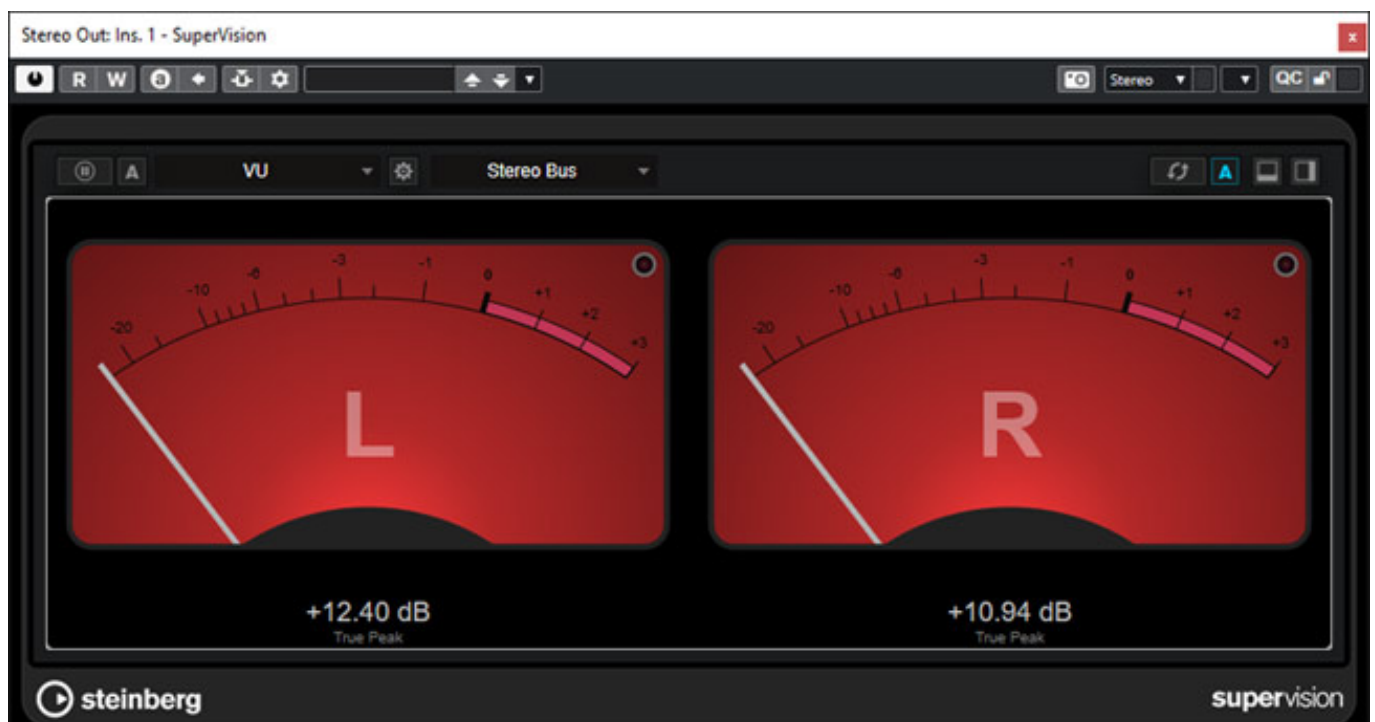 Stereo Out: Ins. 1 - SuperVision
x
R W a Stereo QC
A VU Stereo Bus A
-20 -10 -6 -3 -1 0 +1 +2 +3
-20 -10 -6 -3 -1 0 +1 +2 +3
L R
+12.40 dB +10.94 dB
True Peak True Peak
steinberg supervision